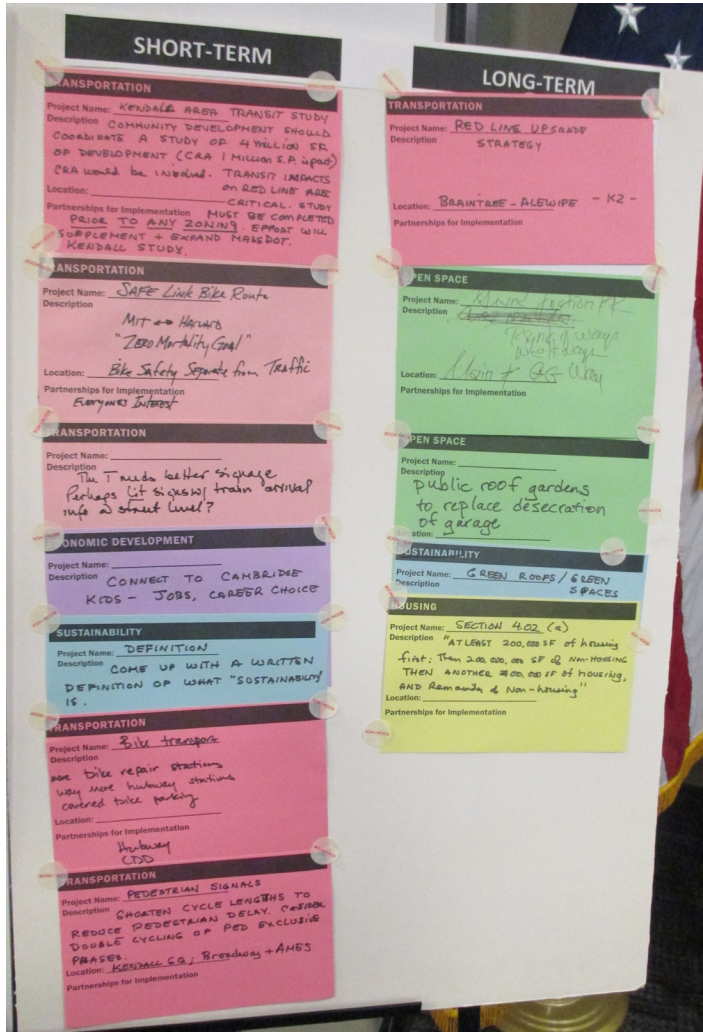 SHORT-TERM
TRANSPORTATION
Project Name: KENDALL AREA TRANSIT STUDY
Description COMMUNITY DEVELOPMENT SHOULD
COORDINATE A STUDY OF 4 MILLION SF
OF DEVELOPMENT (CRA 1 MILLION S.F. impact)
CRA would be involved. TRANSIT IMPACTS
Location: ON RED LINE ARE
CRITICAL. STUDY
Partnerships for Implementation MUST BE COMPLETED
PRIOR TO ANY ZONING. EFFORT WILL
SUPPLEMENT + EXPAND MASSDOT.
KENDALL STUDY.
TRANSPORTATION
Project Name: SAFE Link Bike Route
Description
MIT ↔ HARVARD
"ZERO Mortality Goal"
Location: Bike Safety Separate from Traffic
Partnerships for Implementation
EVERYONES INTEREST
TRANSPORTATION
Project Name:
Description
The T needs better signage
Perhaps lit signs w/ train arrival
info @ street level?
ECONOMIC DEVELOPMENT
Project Name:
Description CONNECT TO CAMBRIDGE
KIDS - JOBS, CAREER CHOICE
SUSTAINABILITY
Project Name: DEFINITION
Description COME UP WITH A WRITTEN
DEFINITION OF WHAT "SUSTAINABILITY"
IS.
TRANSPORTATION
Project Name: Bike transport
Description
more bike repair stations
way more hubway stations
covered bike parking
Location:
Partnerships for Implementation
Hubway
CDD
TRANSPORTATION
Project Name: PEDESTRIAN SIGNALS
Description SHORTEN CYCLE LENGTHS TO
REDUCE PEDESTRIAN DELAY. CONSIDER
DOUBLE CYCLING OF PED EXCLUSIVE
PHASES.
Location: KENDALL SQ; Broadway + AMES
Partnerships for Implementation
LONG-TERM
TRANSPORTATION
Project Name: RED LINE UPGRADE
Description STRATEGY
Location: BRAINTREE - ALEWIFE - K2 -
Partnerships for Implementation
OPEN SPACE
Project Name:
Description
Location: Main
Partnerships for Implementation
OPEN SPACE
Project Name:
Description
public roof gardens
to replace desecration
of garage
Location:
SUSTAINABILITY
Project Name: GREEN ROOFS / GREEN
Description SPACES
HOUSING
Project Name: SECTION 402 (a)
Description "AT LEAST 200,000 SF of housing
first; Then 200,000,000 SF of NON-HOUSING
THEN ANOTHER SF of housing,
AND Remainder of Non-housing"
Location:
Partnerships for Implementation